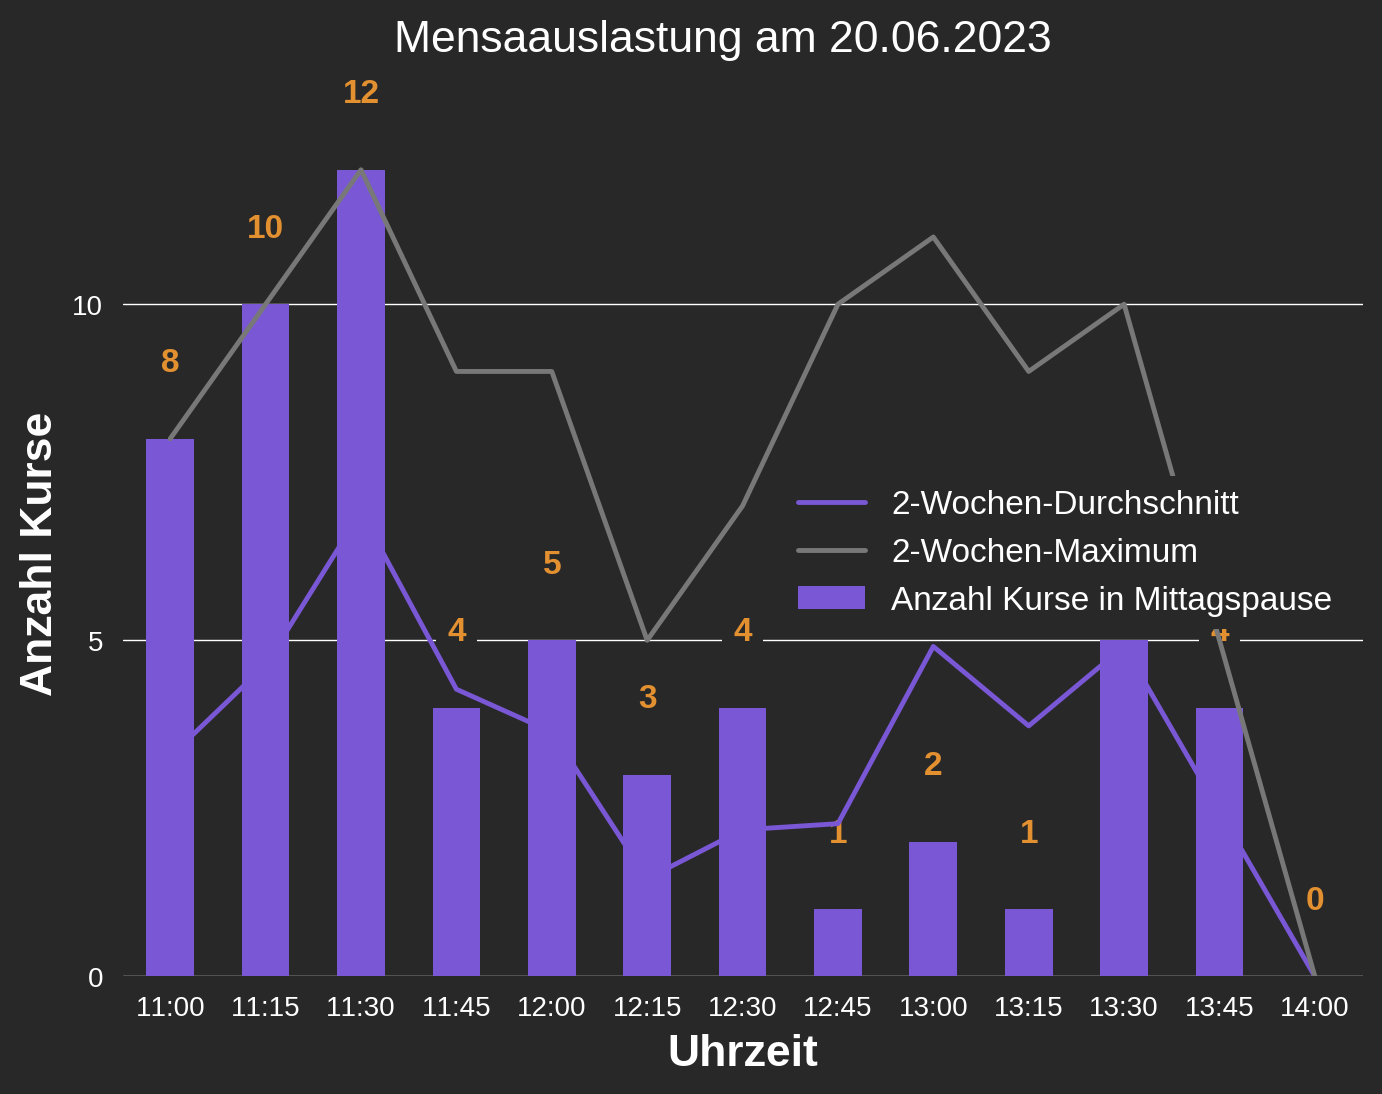 Mensaauslastung am 20.06.2023
12
10
8
5
4
4
3
2
1
1
0
10
5
0
Anzahl Kurse
2-Wochen-Durchschnitt
2-Wochen-Maximum
Anzahl Kurse in Mittagspause
11:00 11:15 11:30 11:45 12:00 12:15 12:30 12:45 13:00 13:15 13:30 13:45 14:00
Uhrzeit